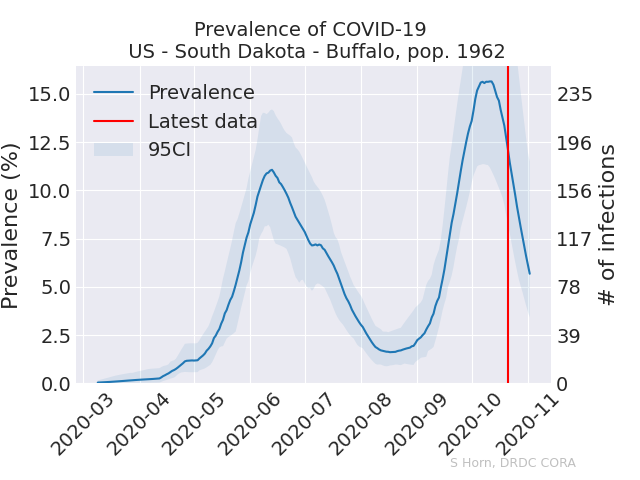 Prevalence of COVID-19
US - South Dakota - Buffalo, pop. 1962
Prevalence
Latest data
95CI
Prevalence (%)
15.0
12.5
10.0
7.5
5.0
2.5
0.0
235
196
156
117
78
39
0
# of infections
2020-03
2020-04
2020-05
2020-06
2020-07
2020-08
2020-09
2020-10
2020-11
S Horn, DRDC CORA